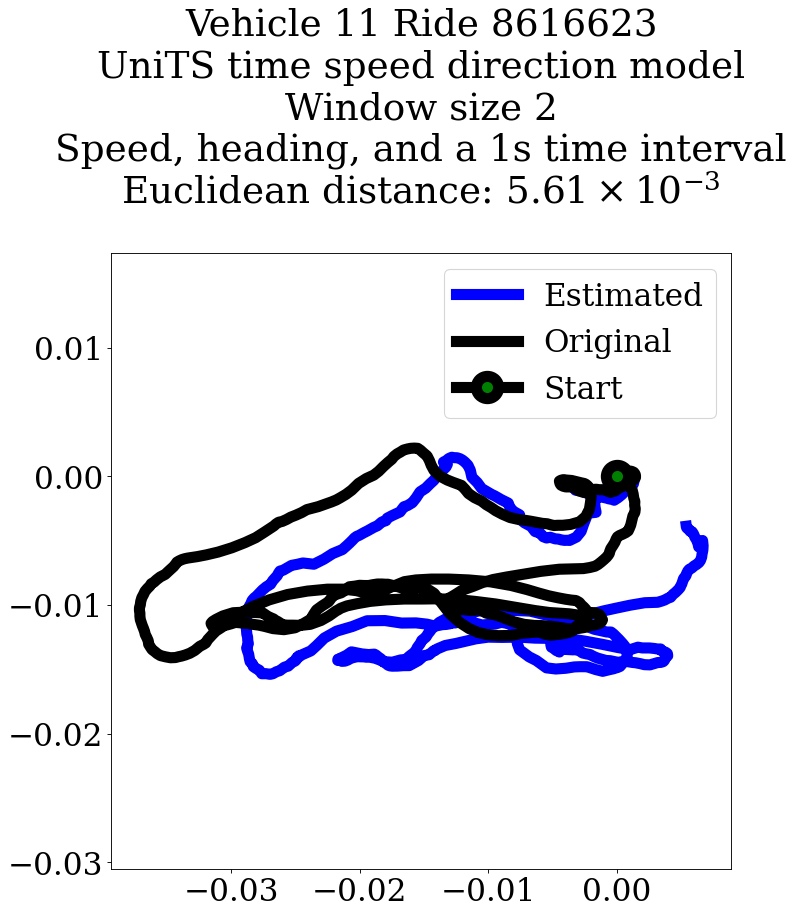 Vehicle 11 Ride 8616623
UniTS time speed direction model
Window size 2
Speed, heading, and a 1s time interval
Euclidean distance: 5.61 × 10⁻³
Estimated
Original
Start
0.01
0.00
−0.01
−0.02
−0.03
−0.03 −0.02 −0.01 0.00